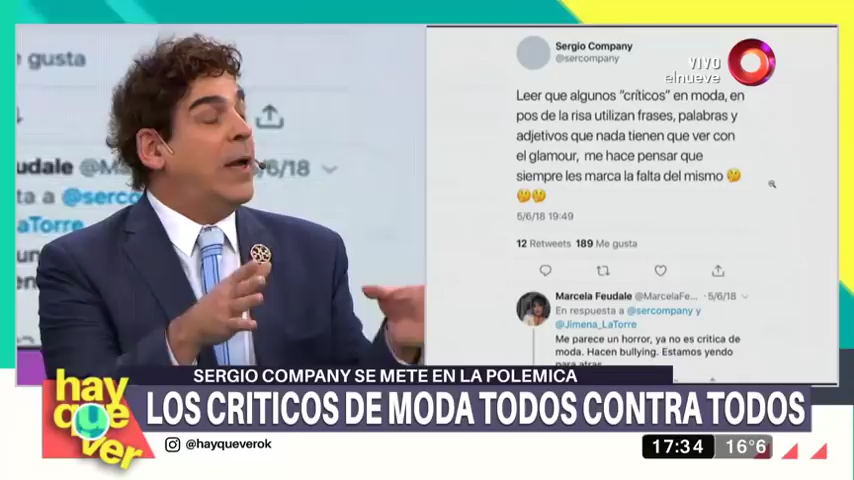 gusta
Feudale @Ma
5/6/18
a a @serco
aTorre
Sergio Company
@sercompany
VIVO
elnueve
Leer que algunos “críticos” en moda, en
pos de la risa utilizan frases, palabras y
adjetivos que nada tienen que ver con
el glamour, me hace pensar que
siempre les marca la falta del mismo 🤔
🤔🤔
5/6/18 19:49
12 Retweets 189 Me gusta
Marcela Feudale @MarcelaFe... · 5/6/18
En respuesta a @sercompany y
@Jimena_LaTorre
Me parece un horror, ya no es critica de
moda. Hacen bullying. Estamos yendo
para atras
SERGIO COMPANY SE METE EN LA POLEMICA
hay que ver
LOS CRITICOS DE MODA TODOS CONTRA TODOS
@hayqueverok
17:34 16°6